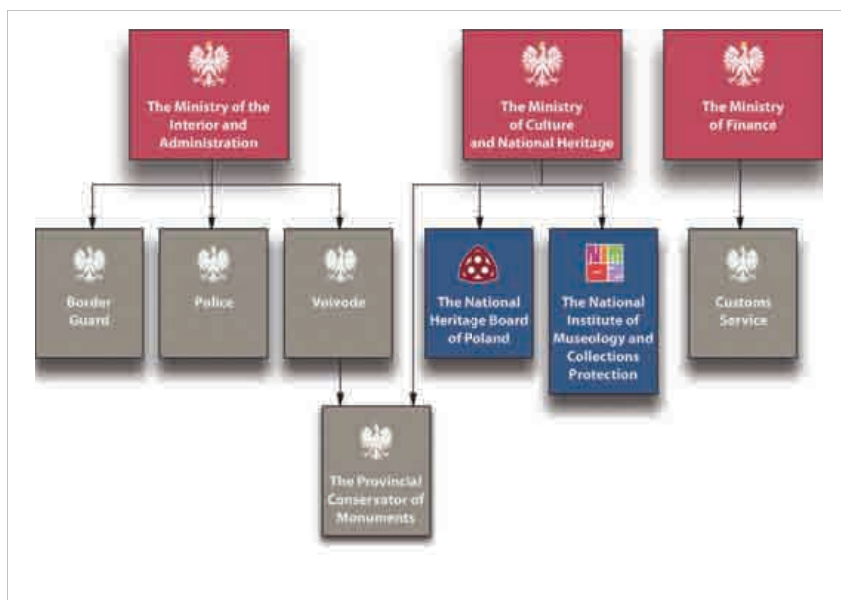 The Ministry of the
Interior and
Administration
The Ministry
of Culture
and National Heritage
The Ministry
of Finance
Border
Guard
Police
Voivode
The National
Heritage Board
of Poland
The National
Institute of
Museology and
Collections
Protection
Customs
Service
The Provincial
Conservator of
Monuments